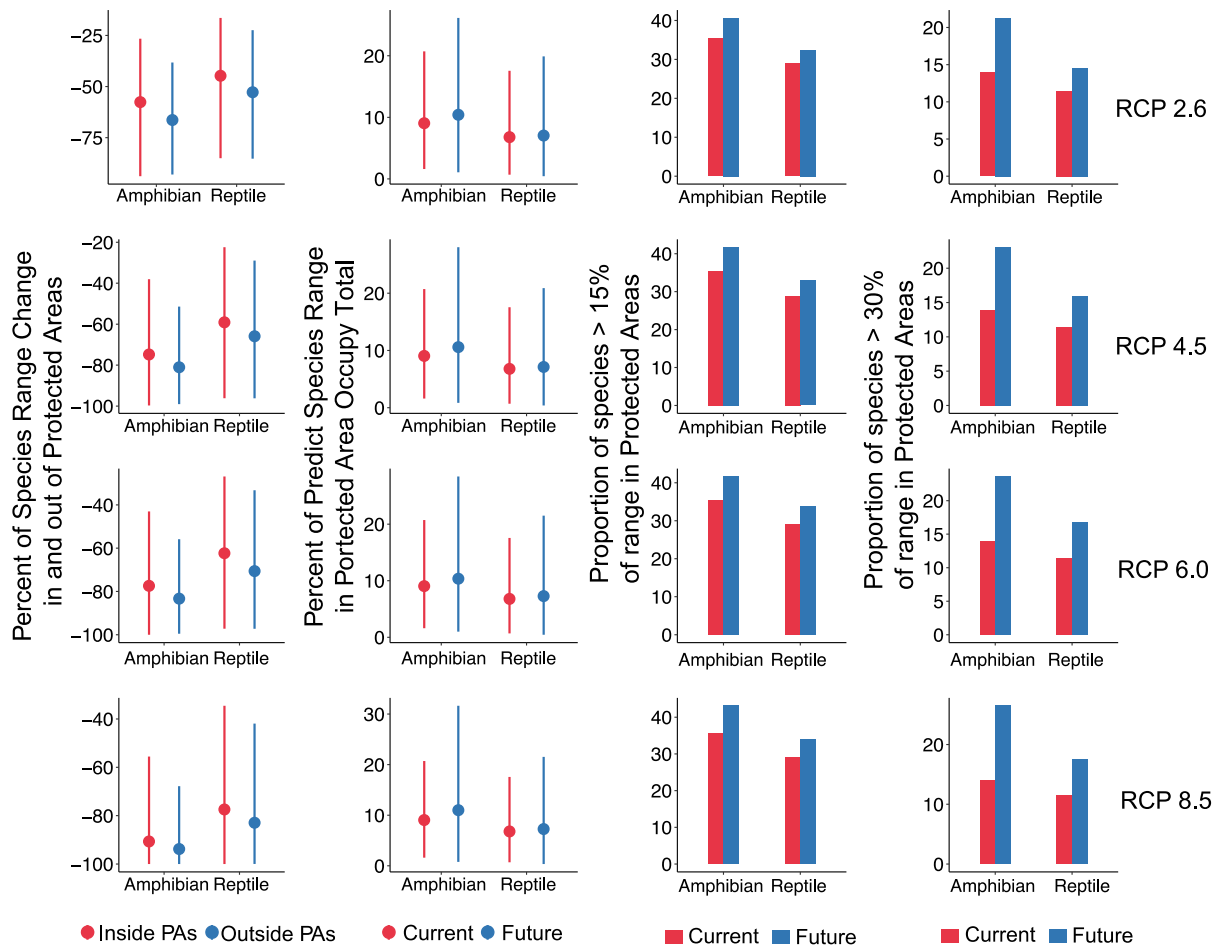 Percent of Species Range Change
in and out of Protected Areas
Percent of Predict Species Range
in Portected Area Occupy Total
Proportion of species > 15%
of range in Protected Areas
Proportion of species > 30%
of range in Protected Areas
−25
−50
−75
Amphibian Reptile
20
10
0
Amphibian Reptile
40
30
20
10
0
Amphibian Reptile
20
15
10
5
0
Amphibian Reptile
RCP 2.6
−20
−40
−60
−80
−100
Amphibian Reptile
20
10
0
Amphibian Reptile
40
30
20
10
0
Amphibian Reptile
20
15
10
5
0
Amphibian Reptile
RCP 4.5
−40
−60
−80
−100
Amphibian Reptile
20
10
0
Amphibian Reptile
40
30
20
10
0
Amphibian Reptile
20
15
10
5
0
Amphibian Reptile
RCP 6.0
−40
−60
−80
−100
Amphibian Reptile
30
20
10
0
Amphibian Reptile
40
30
20
10
0
Amphibian Reptile
20
10
0
Amphibian Reptile
RCP 8.5
Inside PAs Outside PAs
Current Future
Current Future
Current Future